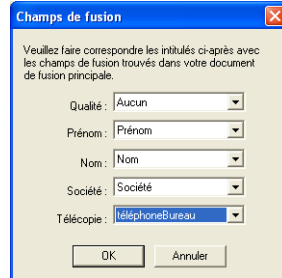 Champs de fusion
Veuillez faire correspondre les intitulés ci-après avec
les champs de fusion trouvés dans votre document
de fusion principale.
Qualité : Aucun
Prénom : Prénom
Nom : Nom
Société : Société
Télécopie : téléphoneBureau
OK Annuler